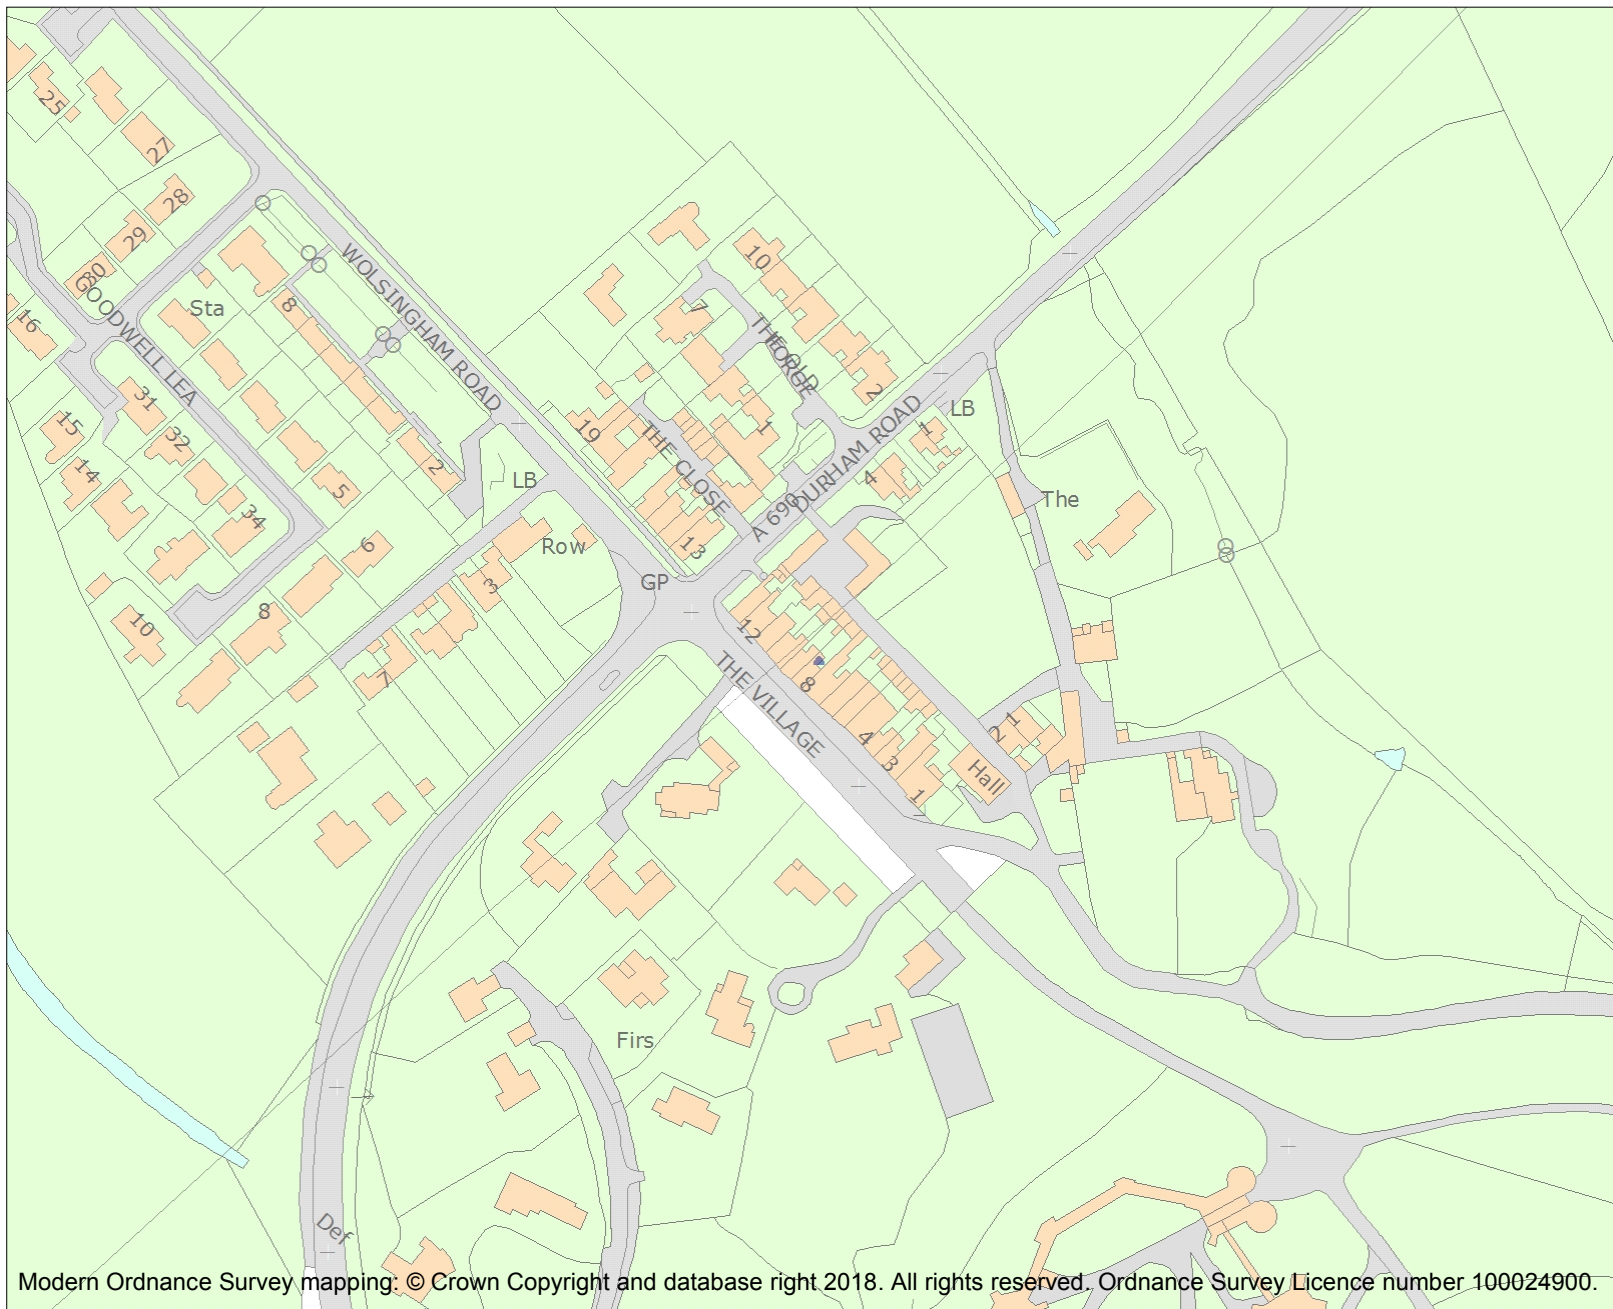 25
27
28
29
30
GOODWELL LEA
16
Sta
8
WOLSINGHAM ROAD
10
7
THE OLD
FORGE
2
1
LB
DURHAM ROAD
A 690
4
1
19
THE CLOSE
13
31
32
15
14
5
34
2
LB
Row
GP
The
6
3
8
10
7
12
8
THE VILLAGE
4
3
1
2
1
Hall
Firs
Def
Modern Ordnance Survey mapping: © Crown Copyright and database right 2018. All rights reserved. Ordnance Survey Licence number 100024900.